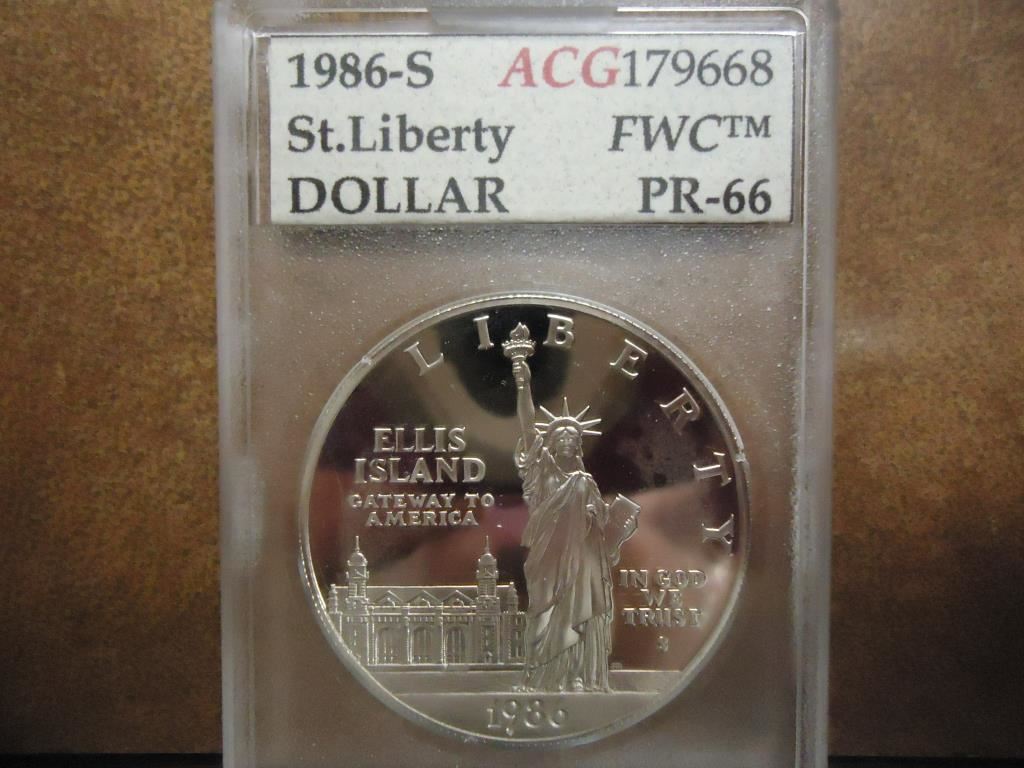 1986-S ACG179668
St.Liberty FWC™
DOLLAR PR-66
LIBERTY
ELLIS
ISLAND
GATEWAY TO
AMERICA
IN GOD
WE
TRUST
S
1986